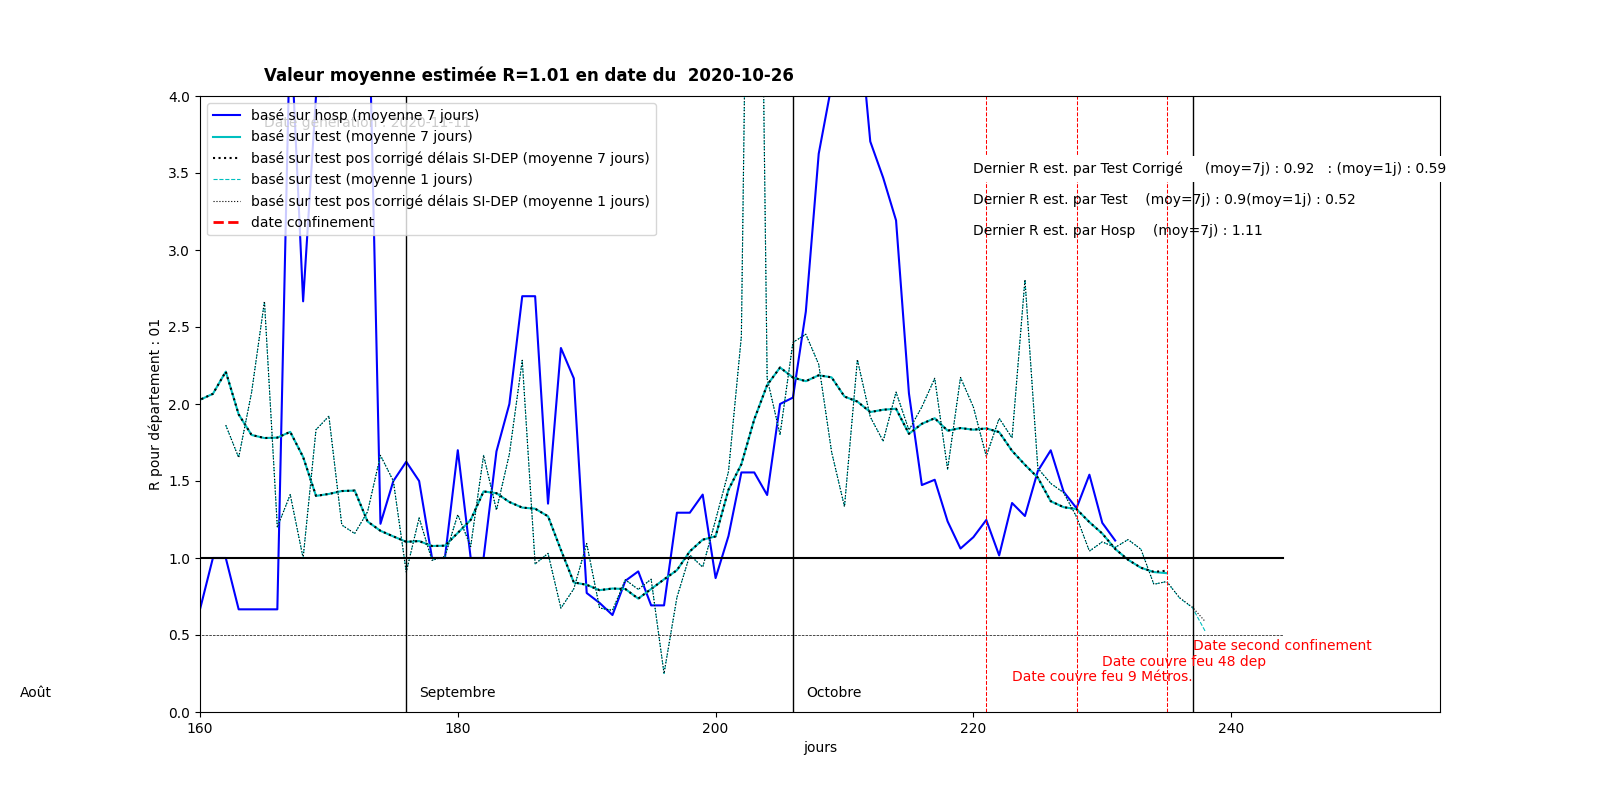 Valeur moyenne estimée R=1.01 en date du  2020-10-26
Date génération : 2020-11-11
basé sur hosp (moyenne 7 jours)
basé sur test (moyenne 7 jours)
basé sur test pos corrigé délais SI-DEP (moyenne 7 jours)
basé sur test (moyenne 1 jours)
basé sur test pos corrigé délais SI-DEP (moyenne 1 jours)
date confinement
Dernier R est. par Test Corrigé     (moy=7j) : 0.92   : (moy=1j) : 0.59
Dernier R est. par Test    (moy=7j) : 0.9(moy=1j) : 0.52
Dernier R est. par Hosp    (moy=7j) : 1.11
4.0
3.5
3.0
2.5
2.0
1.5
1.0
0.5
0.0
R pour département : 01
Date second confinement
Date couvre feu 48 dep
Date couvre feu 9 Métros.
Août
Septembre
Octobre
160
180
200
220
240
jours